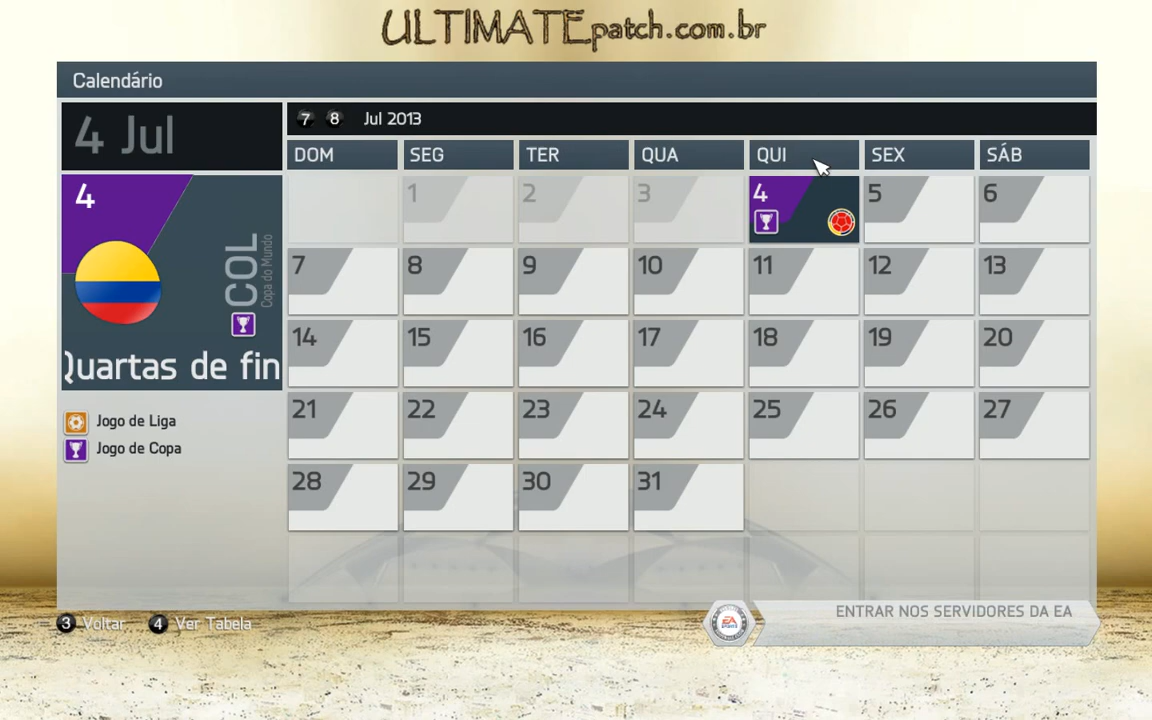 ULTIMATEpatch.com.br
Calendário
4 Jul
7 8 Jul 2013
DOM SEG TER QUA QUI SEX SÁB
4
COL
Copa do Mundo
Quartas de fin
Jogo de Liga
Jogo de Copa
1 2 3 4 5 6
7 8 9 10 11 12 13
14 15 16 17 18 19 20
21 22 23 24 25 26 27
28 29 30 31
3 Voltar 4 Ver Tabela
EA SPORTS
ENTRAR NOS SERVIDORES DA EA